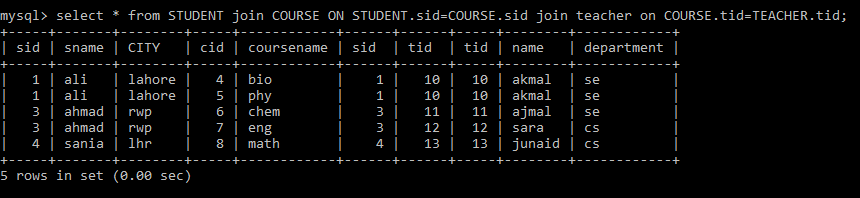 mysql> select * from STUDENT join COURSE ON STUDENT.sid=COURSE.sid join teacher on COURSE.tid=TEACHER.tid;
+-----+-------+--------+-----+------------+-----+-----+-----+--------+------------+
| sid | sname | CITY   | cid | coursename | sid | tid | tid | name   | department |
+-----+-------+--------+-----+------------+-----+-----+-----+--------+------------+
|   1 | ali   | lahore |   4 | bio        |   1 |  10 |  10 | akmal  | se         |
|   1 | ali   | lahore |   5 | phy        |   1 |  10 |  10 | akmal  | se         |
|   3 | ahmad | rwp    |   6 | chem       |   3 |  11 |  11 | ajmal  | se         |
|   3 | ahmad | rwp    |   7 | eng        |   3 |  12 |  12 | sara   | cs         |
|   4 | sania | lhr    |   8 | math       |   4 |  13 |  13 | junaid | cs         |
+-----+-------+--------+-----+------------+-----+-----+-----+--------+------------+
5 rows in set (0.00 sec)